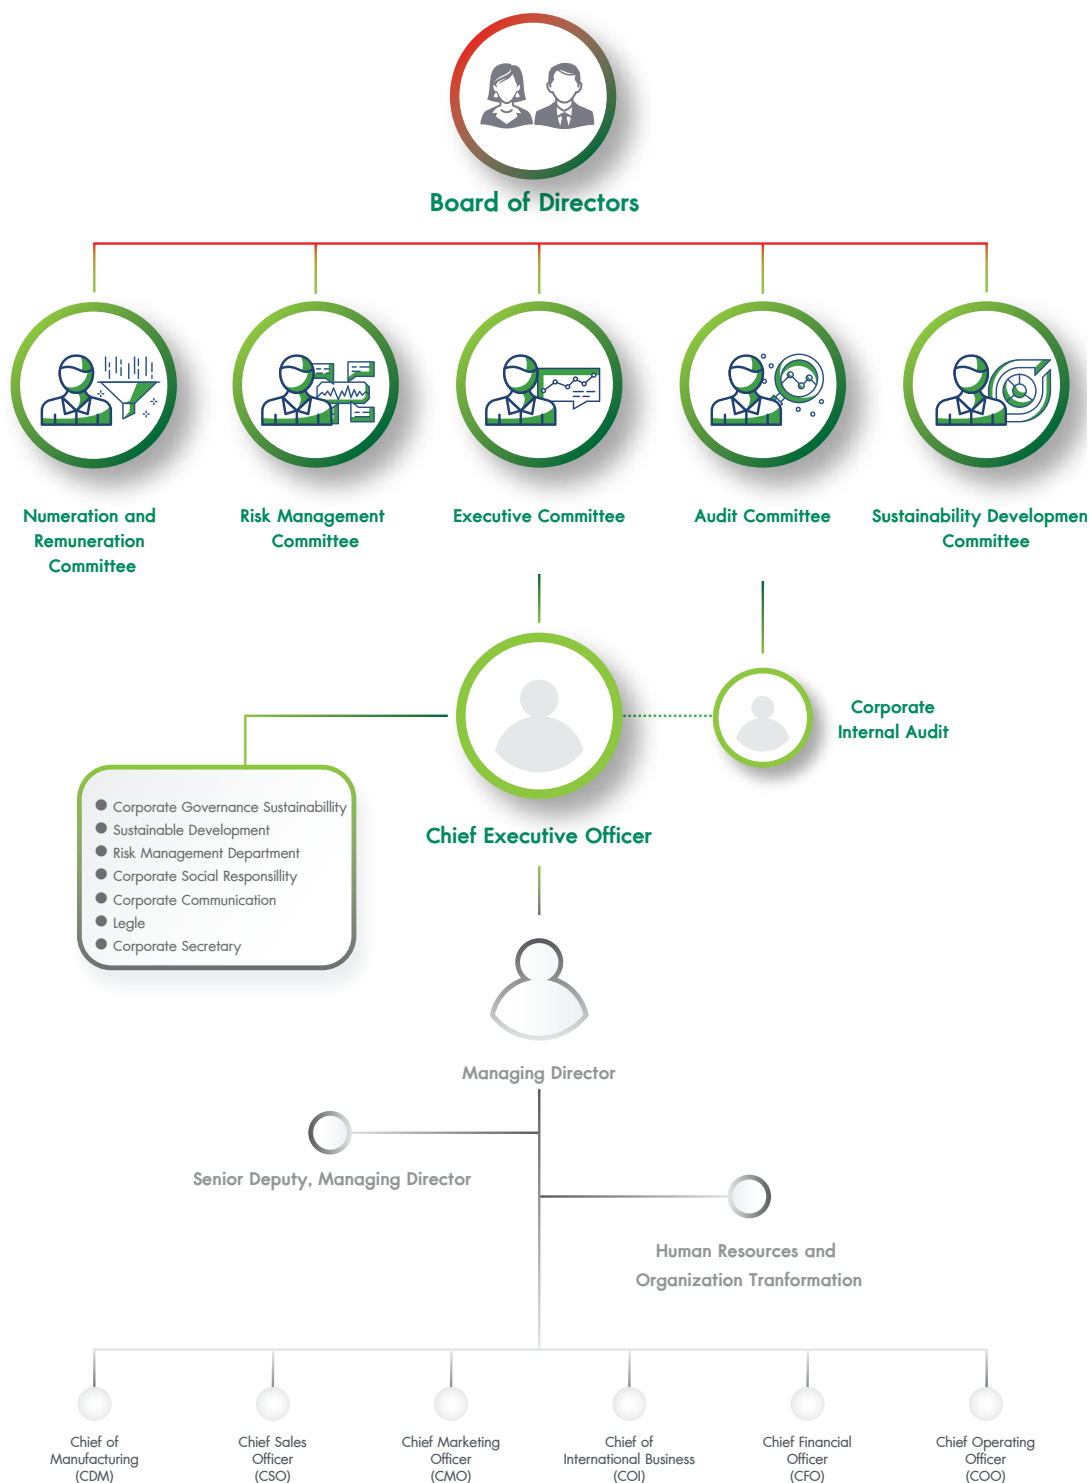 Board of Directors
Numeration and
Remuneration
Committee
Risk Management
Committee
Executive Committee
Audit Committee
Sustainability Developmen
Committee
Corporate
Internal Audit
Corporate Governance Sustainabillity
Sustainable Development
Risk Management Department
Corporate Social Responsillity
Corporate Communication
Legle
Corporate Secretary
Chief Executive Officer
Managing Director
Senior Deputy, Managing Director
Human Resources and
Organization Tranformation
Chief of
Manufacturing
(CDM)
Chief Sales
Officer
(CSO)
Chief Marketing
Officer
(CMO)
Chief of
International Business
(COI)
Chief Financial
Officer
(CFO)
Chief Operating
Officer
(COO)